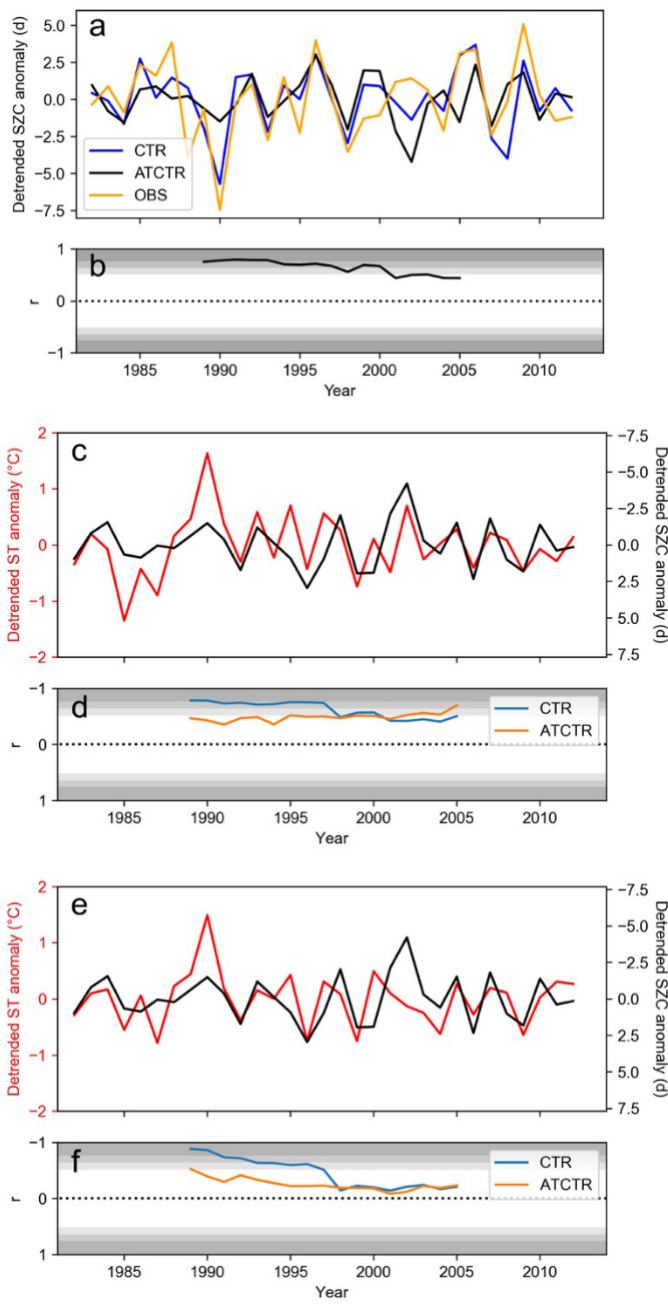 a
Detrended SZC anomaly (d)
5.0
2.5
0.0
−2.5
−5.0
−7.5
CTR
ATCTR
OBS
b
r
1
0
−1
1985 1990 1995 2000 2005 2010
Year
c
Detrended ST anomaly (°C)
2
1
0
−1
−2
−7.5
−5.0
−2.5
0.0
2.5
5.0
7.5
Detrended SZC anomaly (d)
d
r
−1
0
1
CTR
ATCTR
1985 1990 1995 2000 2005 2010
Year
e
Detrended ST anomaly (°C)
2
1
0
−1
−2
−7.5
−5.0
−2.5
0.0
2.5
5.0
7.5
Detrended SZC anomaly (d)
f
r
−1
0
1
CTR
ATCTR
1985 1990 1995 2000 2005 2010
Year